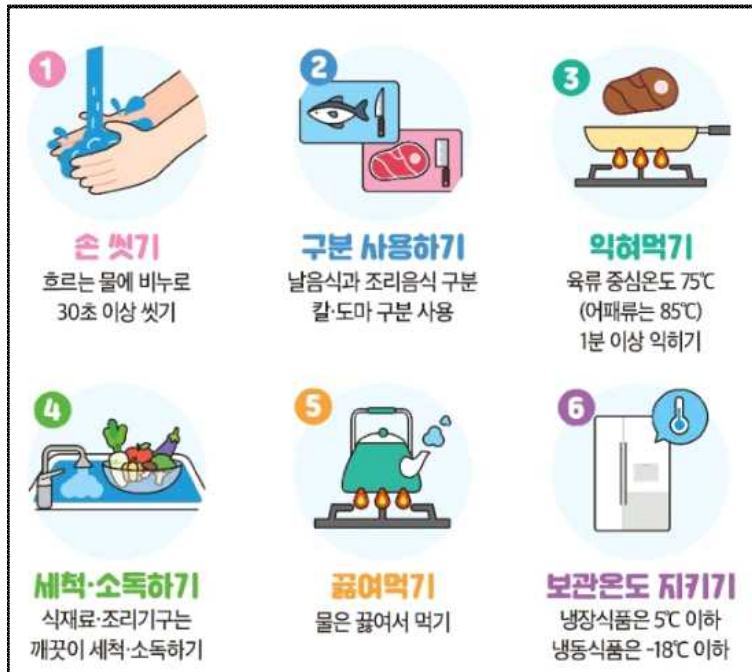 1
손 씻기
흐르는 물에 비누로
30초 이상 씻기
2
구분 사용하기
날음식과 조리음식 구분
칼·도마 구분 사용
3
익혀먹기
육류 중심온도 75℃
(어패류는 85℃)
1분 이상 익히기
4
세척·소독하기
식재료·조리기구는
깨끗이 세척·소독하기
5
끓여먹기
물은 끓여서 먹기
6
보관온도 지키기
냉장식품은 5℃ 이하
냉동식품은 -18℃ 이하